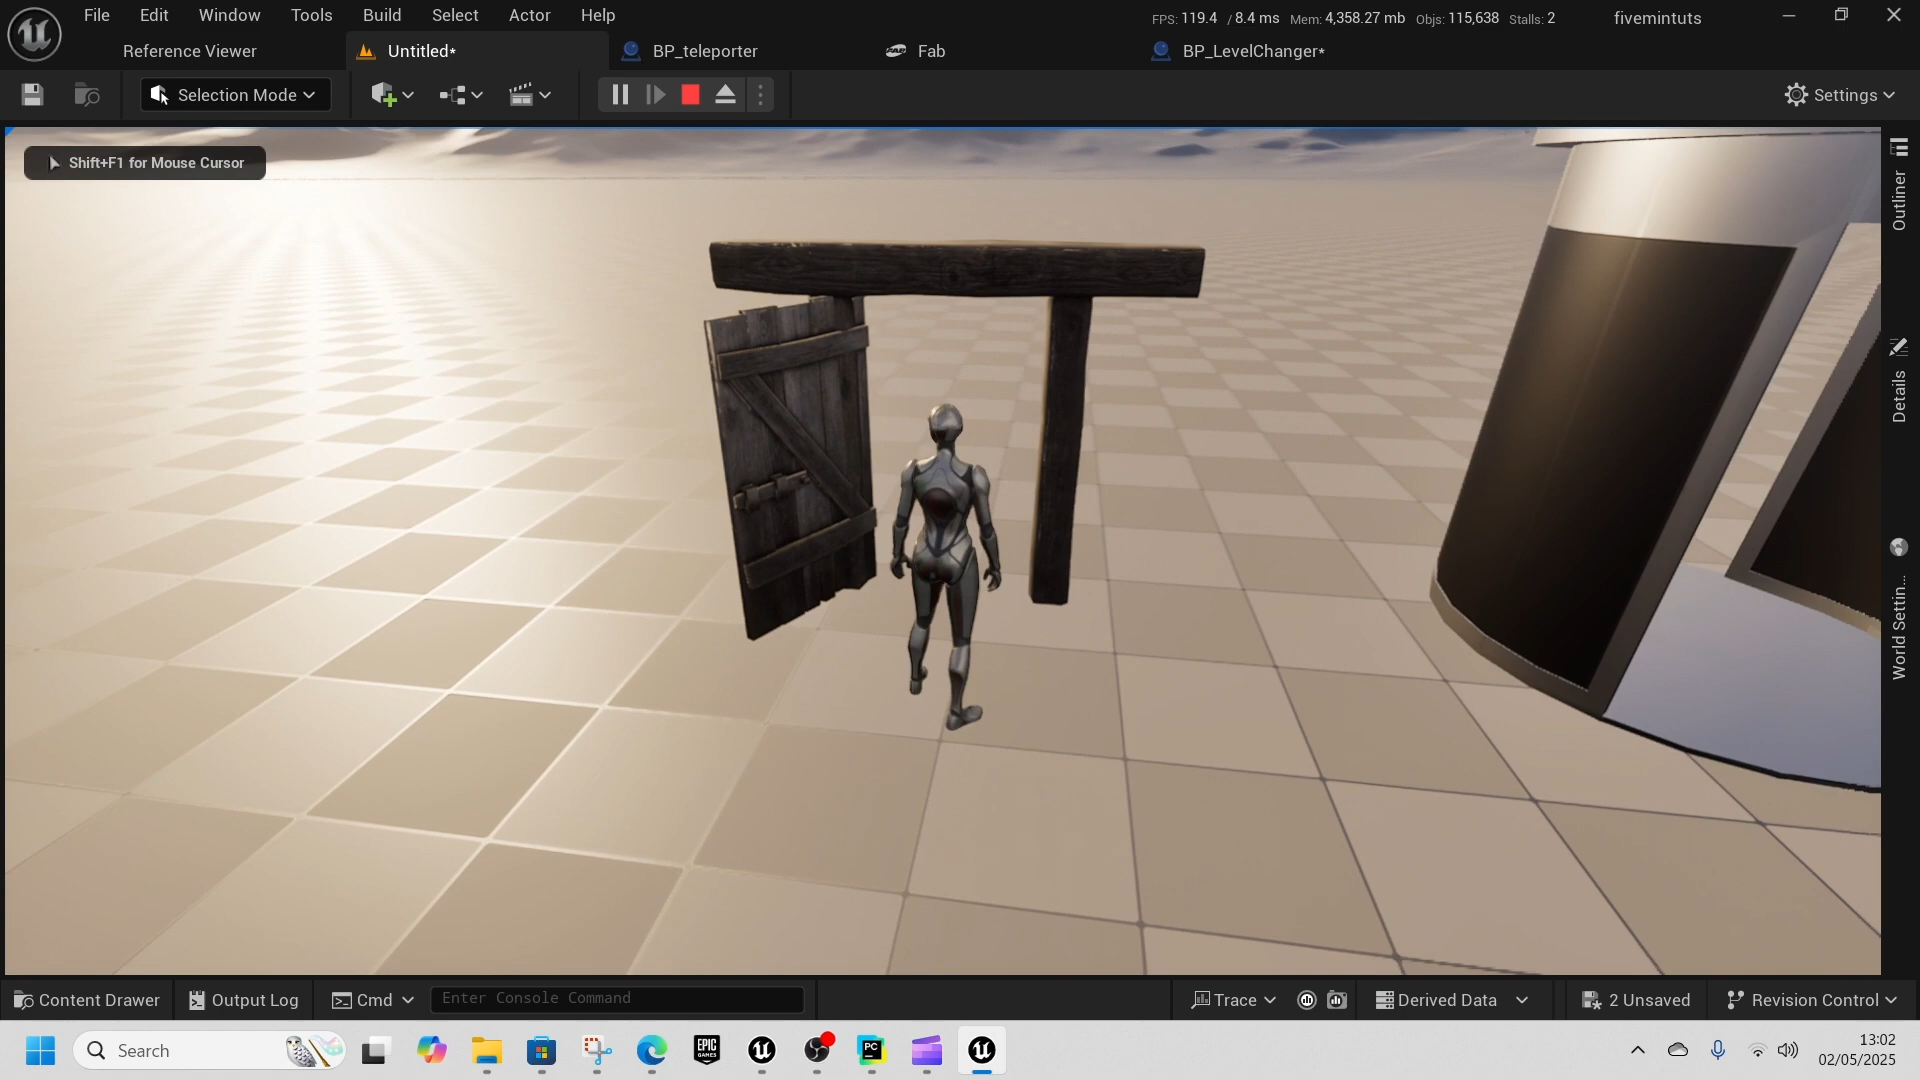 File Edit Window Tools Build Select Actor Help
FPS: 119.4 / 8.4 ms Mem: 4,358.27 mb Objs: 115,638 Stalls: 2
fivemintuts
Reference Viewer
Untitled*
BP_teleporter
Fab
BP_LevelChanger*
Selection Mode
Settings
Shift+F1 for Mouse Cursor
Outliner
Details
World Settin...
Content Drawer
Output Log
Cmd
Enter Console Command
Trace
Derived Data
2 Unsaved
Revision Control
Search
EPIC GAMES
PC
13:02
02/05/2025